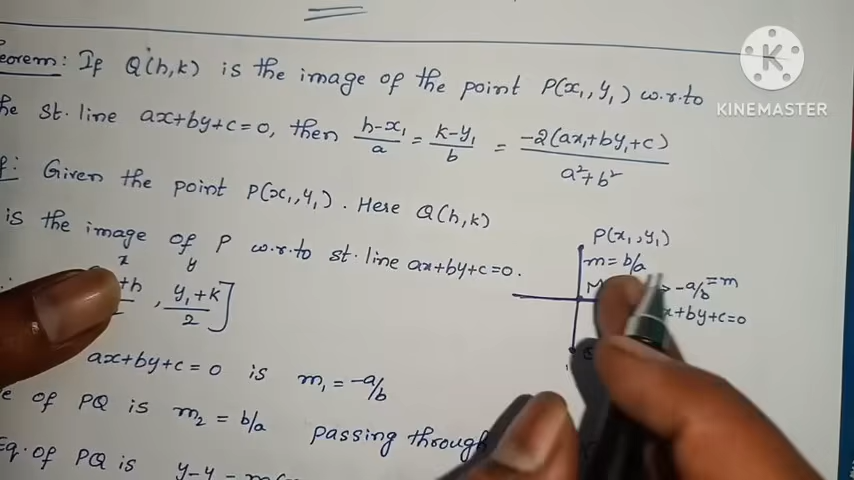 eorem: If Q(h,k) is the image of the point P(x₁,y₁) w.r.to
he st.line ax+by+c=0, then h-x₁/a = k-y₁/b = -2(ax₁+by₁+c)/a²+b²
f: Given the point P(x₁,y₁). Here Q(h,k)
is the image of P w.r.to st.line ax+by+c=0.
x y
+h , y₁+k/2]
2
ax+by+c=0 is m₁ = -a/b
e of PQ is m₂ = b/a passing through
Eq.of PQ is y-y
P(x₁,y₁)
m = b/a
M -a/b = m
x+by+c=0
K
KINEMASTER